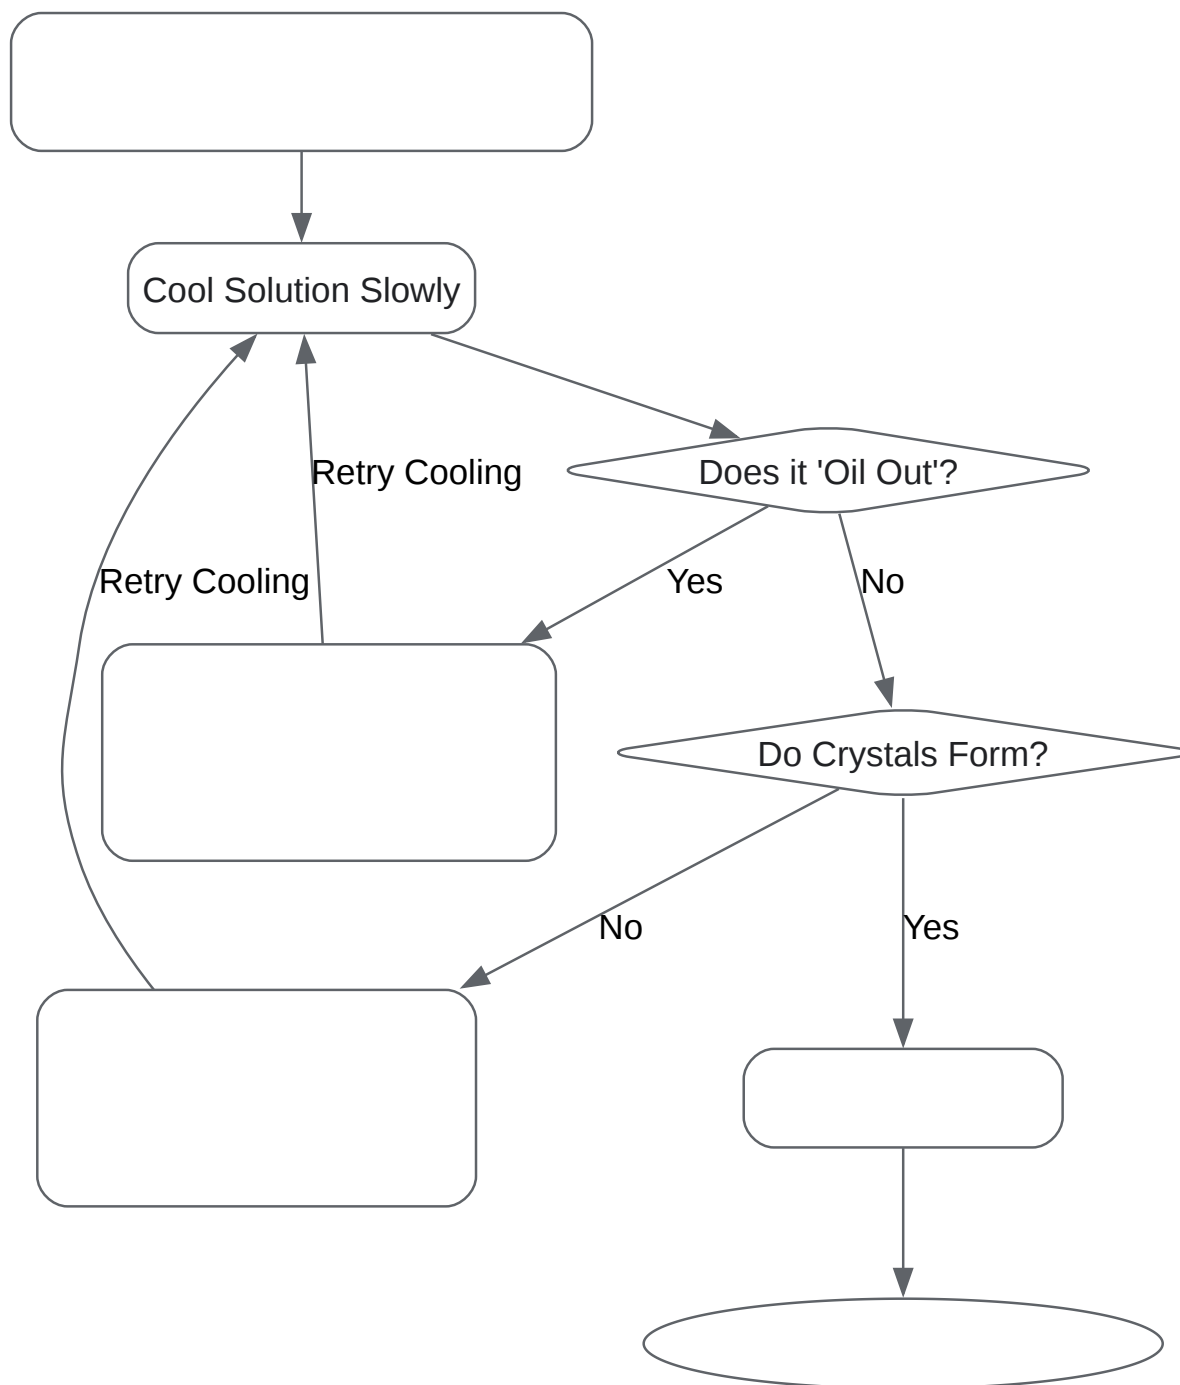 Cool Solution Slowly
Does it 'Oil Out'?
Retry Cooling
Retry Cooling
Yes
No
Do Crystals Form?
No
Yes